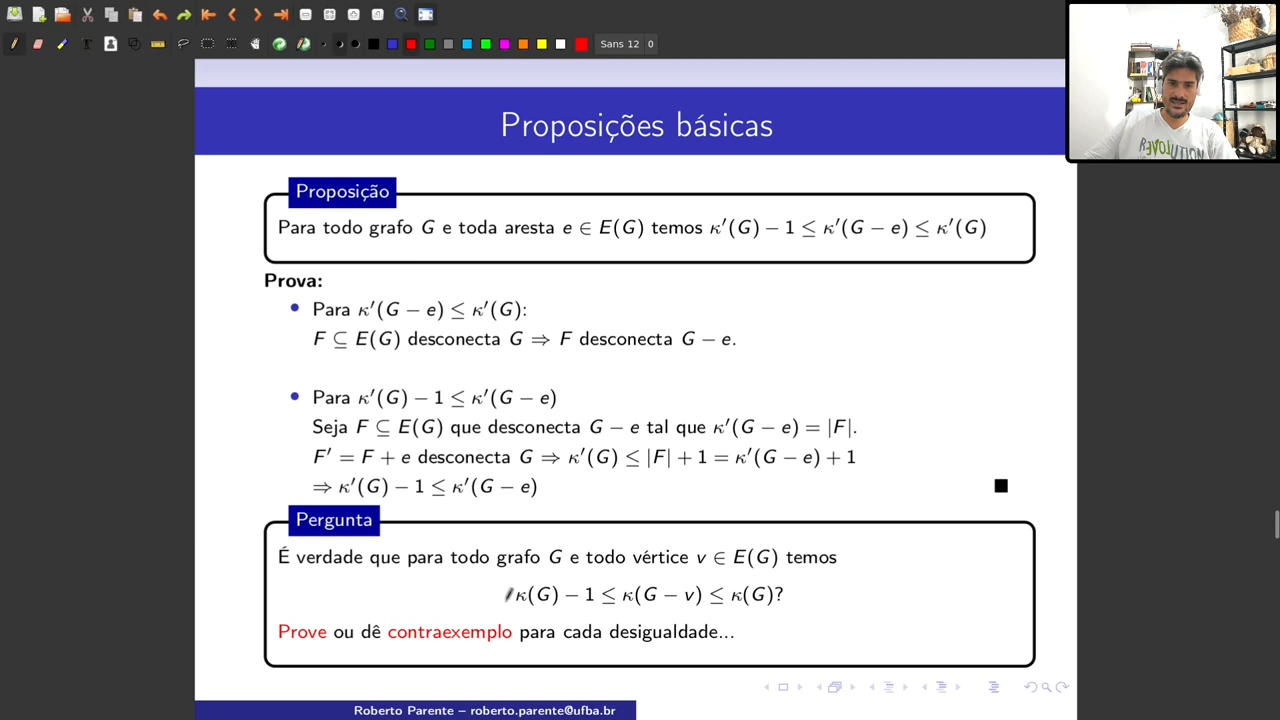 Sans 12 0
Proposições básicas
Proposição
Para todo grafo G e toda aresta e ∈ E(G) temos κ′(G) − 1 ≤ κ′(G − e) ≤ κ′(G)
Prova:
• Para κ′(G − e) ≤ κ′(G):
F ⊆ E(G) desconecta G ⇒ F desconecta G − e.
• Para κ′(G) − 1 ≤ κ′(G − e)
Seja F ⊆ E(G) que desconecta G − e tal que κ′(G − e) = |F|.
F′ = F + e desconecta G ⇒ κ′(G) ≤ |F| + 1 = κ′(G − e) + 1
⇒ κ′(G) − 1 ≤ κ′(G − e)
■
Pergunta
É verdade que para todo grafo G e todo vértice v ∈ E(G) temos
κ(G) − 1 ≤ κ(G − v) ≤ κ(G)?
Prove ou dê contraexemplo para cada desigualdade...
Roberto Parente – roberto.parente@ufba.br